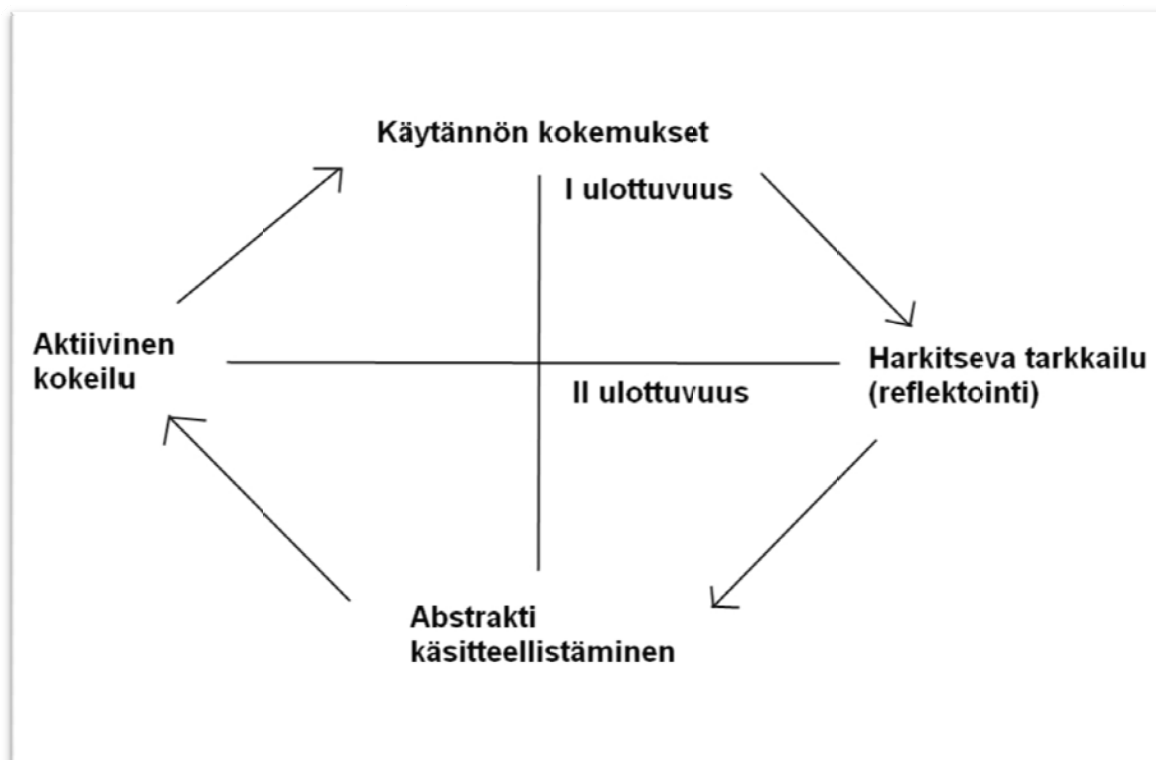 Käytännön kokemukset
I ulottuvuus
Aktiivinen
kokeilu
Harkitseva tarkkailu
(reflektointi)
II ulottuvuus
Abstrakti
käsitteellistäminen